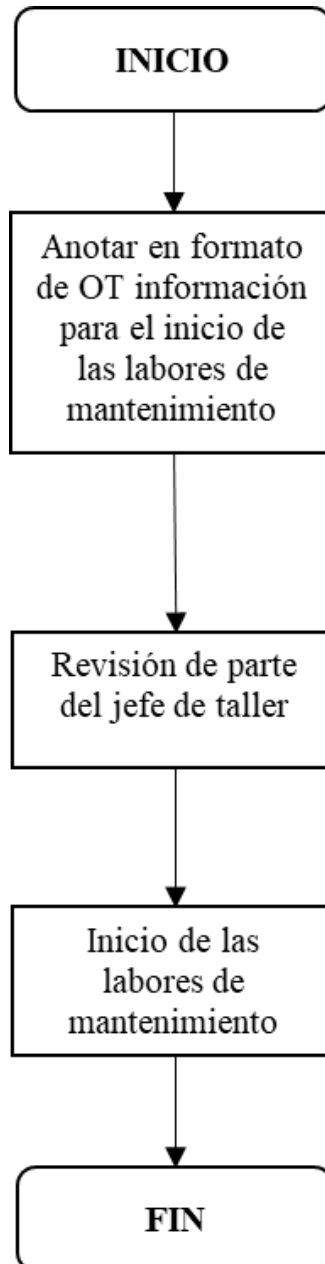 INICIO
Anotar en formato
de OT información
para el inicio de
las labores de
mantenimiento
Revisión de parte
del jefe de taller
Inicio de las
labores de
mantenimiento
FIN